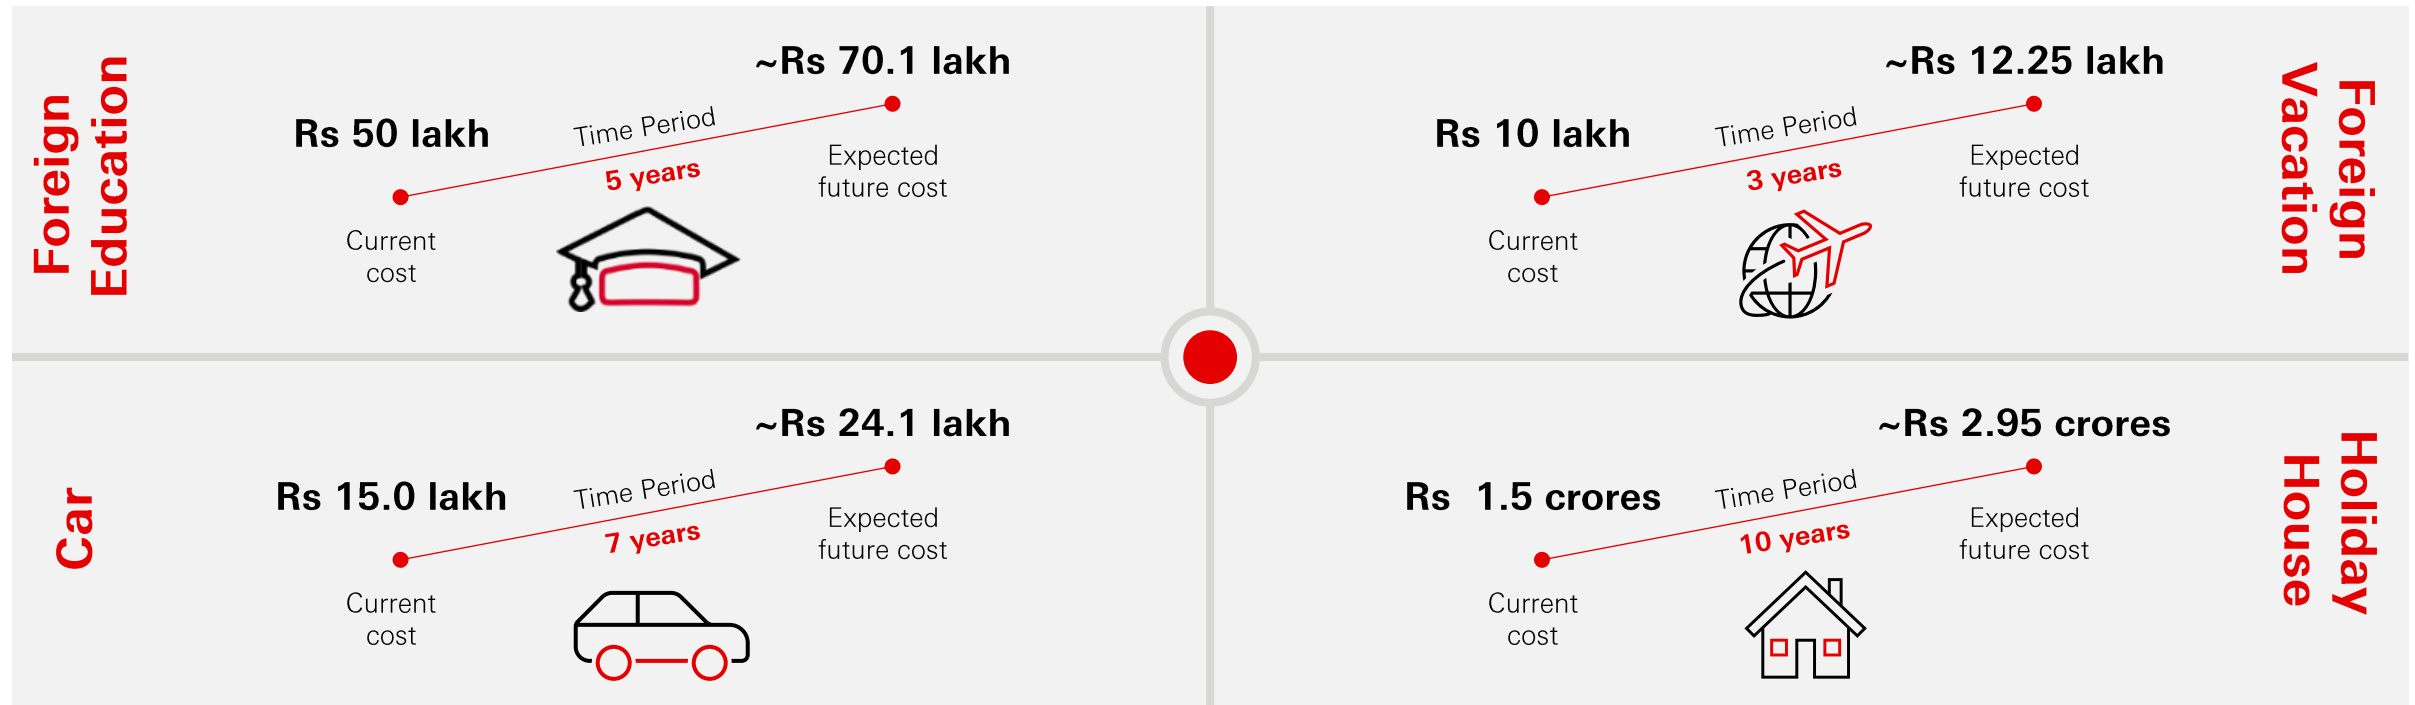 Foreign
Education
Rs 50 lakh
Current
cost
Time Period
5 years
~Rs 70.1 lakh
Expected
future cost
Foreign
Vacation
Rs 10 lakh
Current
cost
Time Period
3 years
~Rs 12.25 lakh
Expected
future cost
Car
Rs 15.0 lakh
Current
cost
Time Period
7 years
~Rs 24.1 lakh
Expected
future cost
Holiday
House
Rs  1.5 crores
Current
cost
Time Period
10 years
~Rs 2.95 crores
Expected
future cost